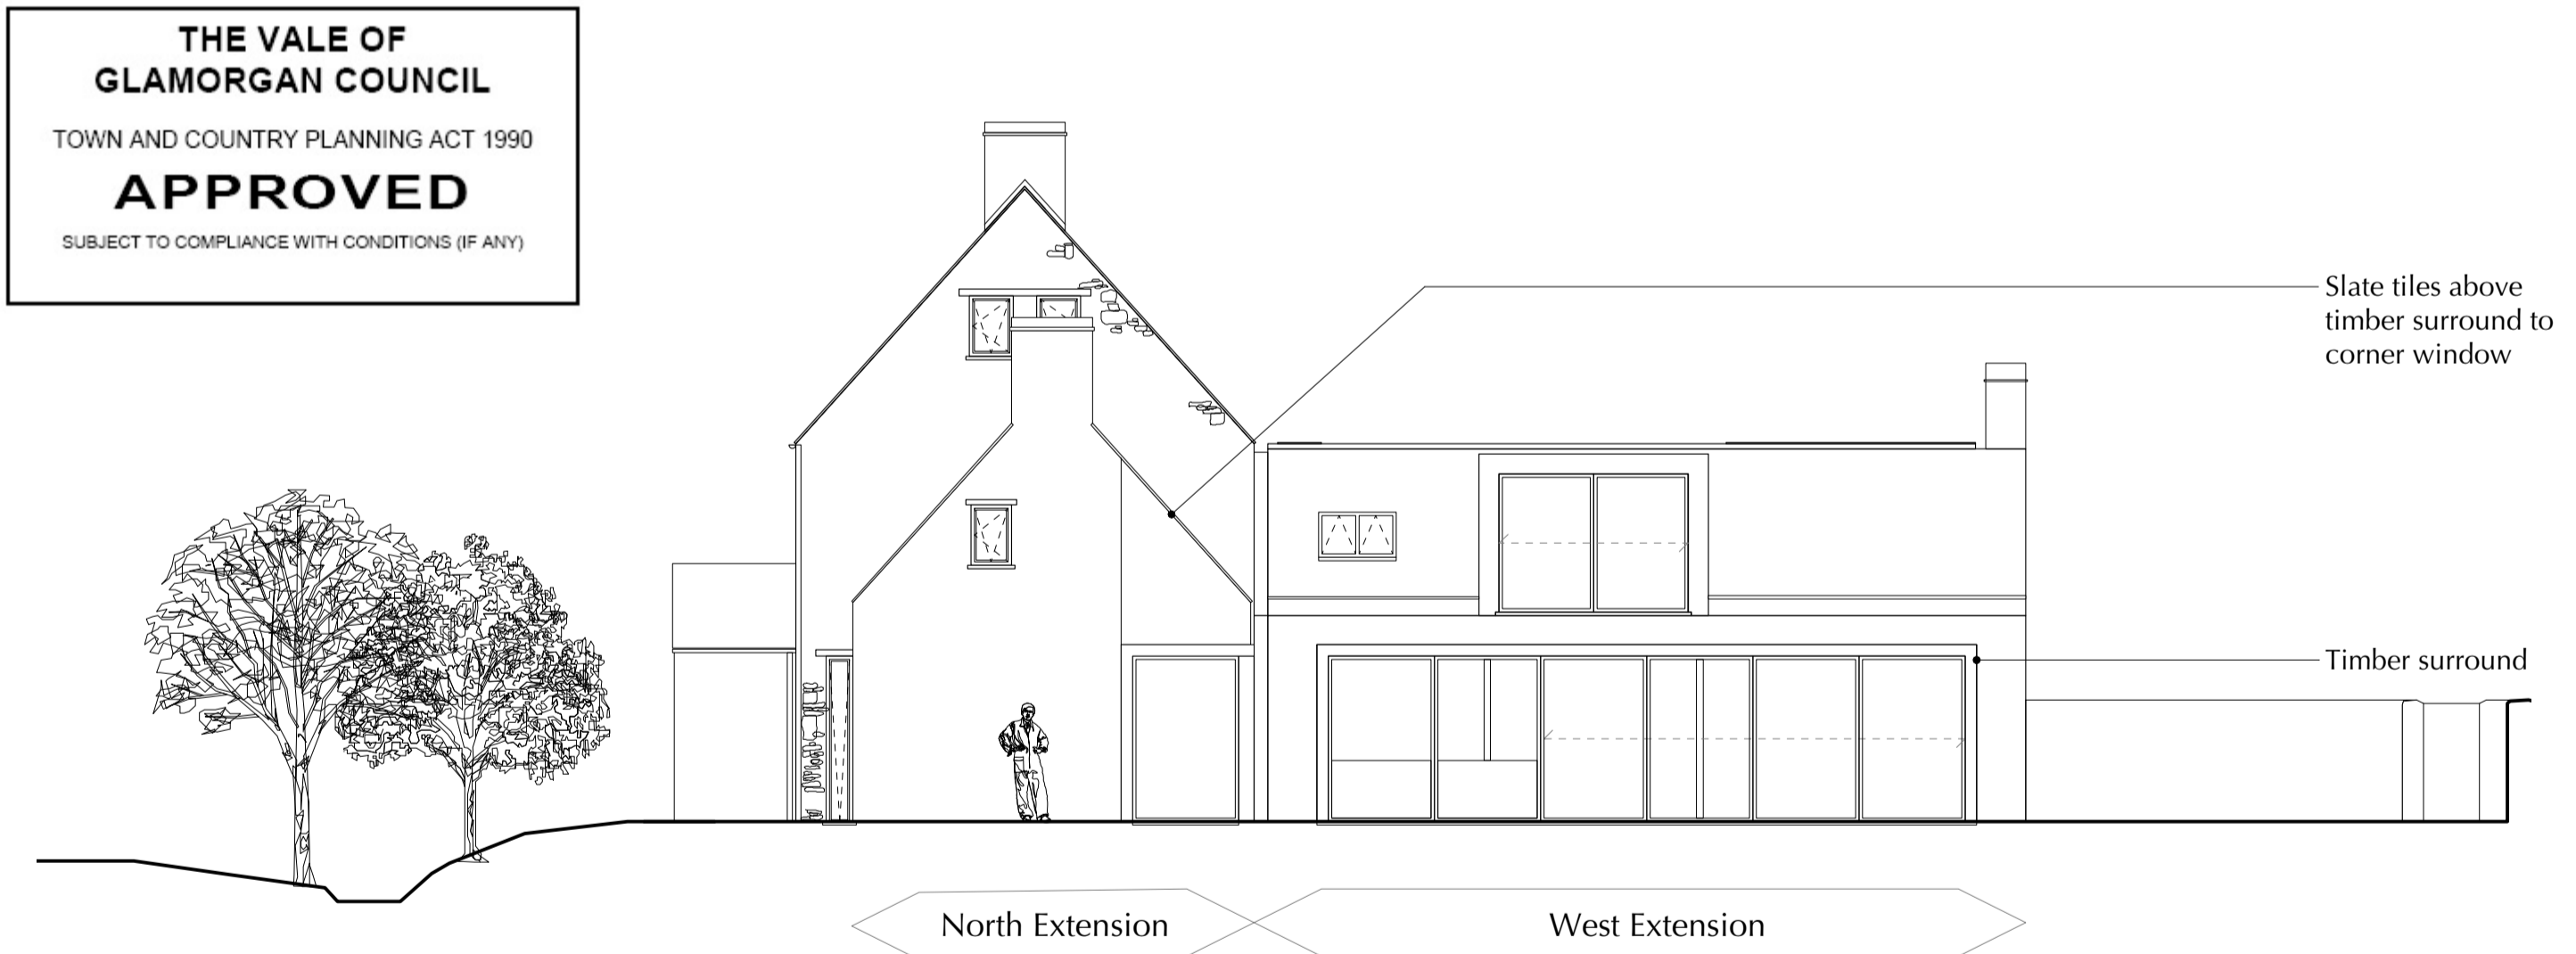 THE VALE OF
GLAMORGAN COUNCIL
TOWN AND COUNTRY PLANNING ACT 1990
APPROVED
SUBJECT TO COMPLIANCE WITH CONDITIONS (IF ANY)
Slate tiles above
timber surround to
corner window
Timber surround
North Extension
West Extension